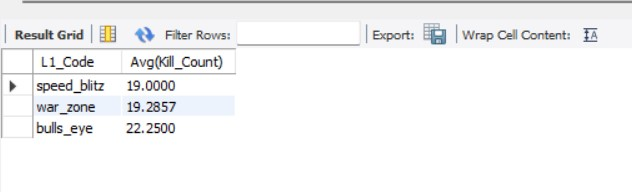 Result Grid Filter Rows: Export: Wrap Cell Content: IA
L1_Code Avg(Kill_Count)
speed_blitz 19.0000
war_zone 19.2857
bulls_eye 22.2500